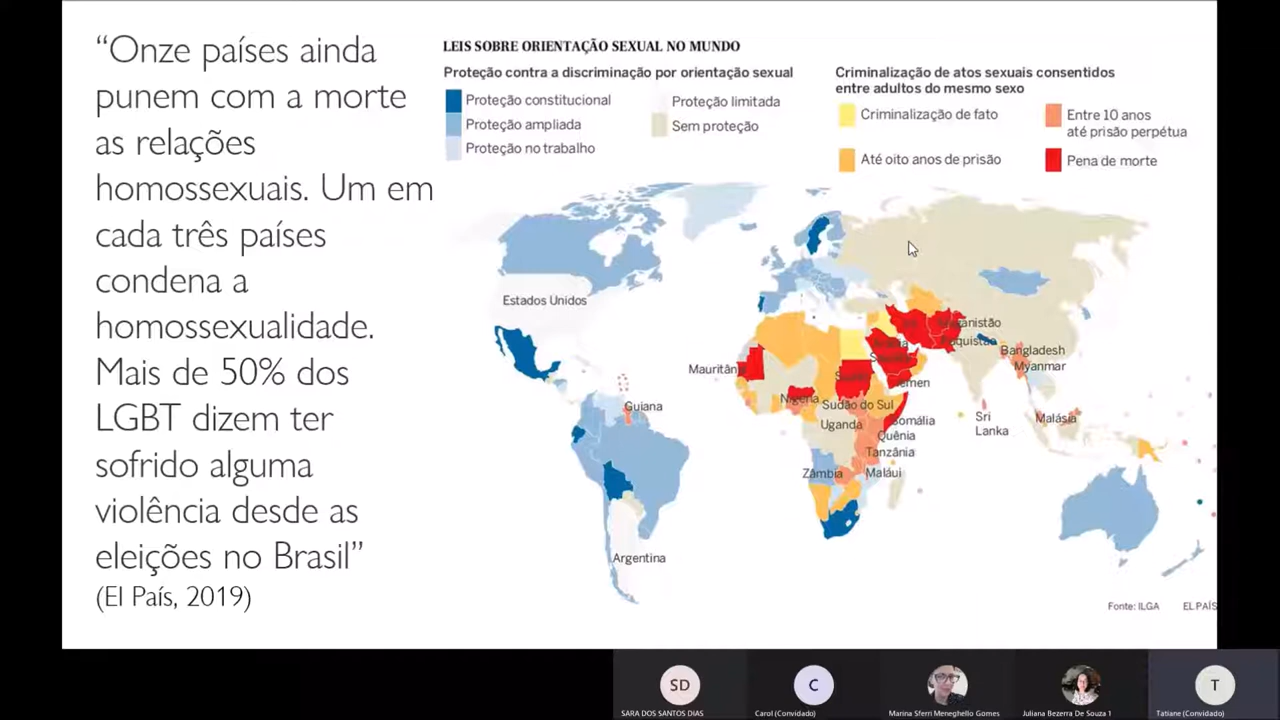 “Onze países ainda
punem com a morte
as relações
homossexuais. Um em
cada três países
condena a
homossexualidade.
Mais de 50% dos
LGBT dizem ter
sofrido alguma
violência desde as
eleições no Brasil”
(El País, 2019)
LEIS SOBRE ORIENTAÇÃO SEXUAL NO MUNDO
Proteção contra a discriminação por orientação sexual
Proteção constitucional
Proteção ampliada
Proteção no trabalho
Proteção limitada
Sem proteção
Criminalização de atos sexuais consentidos
entre adultos do mesmo sexo
Criminalização de fato
Até oito anos de prisão
Entre 10 anos
até prisão perpétua
Pena de morte
Estados Unidos
Guiana
Argentina
Nigéria
Sudão do Sul
Uganda
Somália
Quênia
Tanzânia
Zâmbia
Maláui
Afeganistão
Paquistão
Bangladesh
Myanmar
Sri
Lanka
Malásia
Fonte: ILGA
EL PAÍS
SD
C
T
SARA DOS SANTOS DIAS
Carol (Convidado)
Marina Sferri Meneghello Gomes
Juliana Bezerra De Souza 1
Tatiane (Convidado)